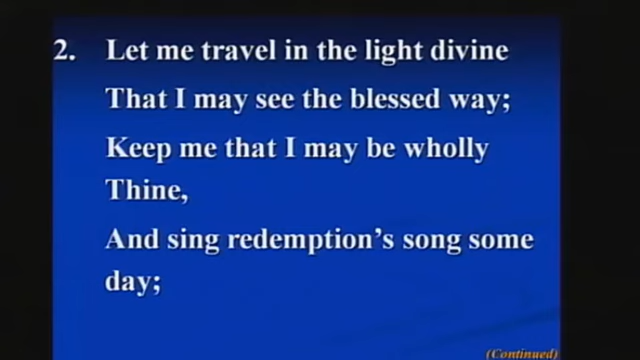 2. Let me travel in the light divine
That I may see the blessed way;
Keep me that I may be wholly
Thine,
And sing redemption's song some
day;
(Continued)